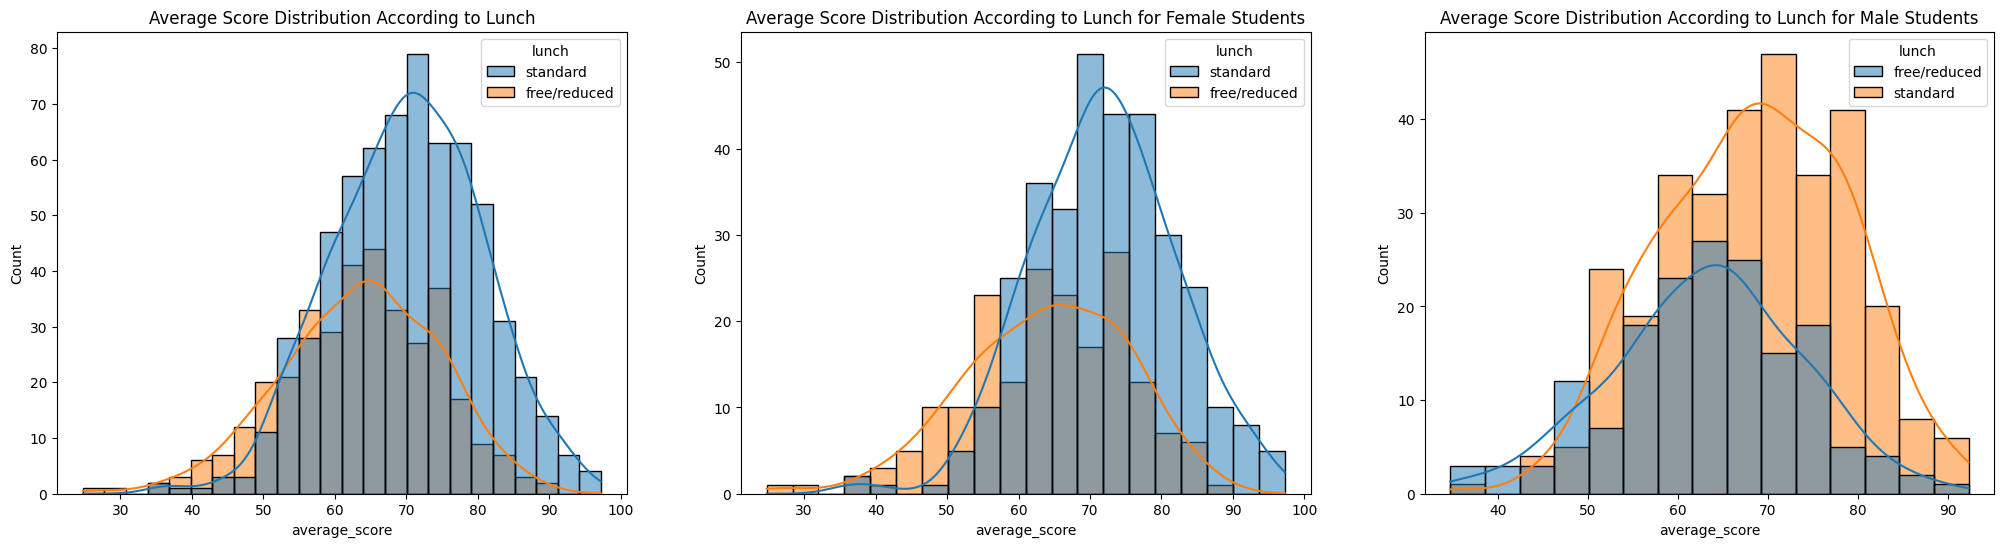 Average Score Distribution According to Lunch
80
70
60
50
40
30
20
10
0
Count
30
40
50
60
70
80
90
100
average_score
lunch
standard
free/reduced
Average Score Distribution According to Lunch for Female Students
50
40
30
20
10
0
Count
30
40
50
60
70
80
90
100
average_score
lunch
standard
free/reduced
Average Score Distribution According to Lunch for Male Students
40
30
20
10
0
Count
40
50
60
70
80
90
average_score
lunch
free/reduced
standard